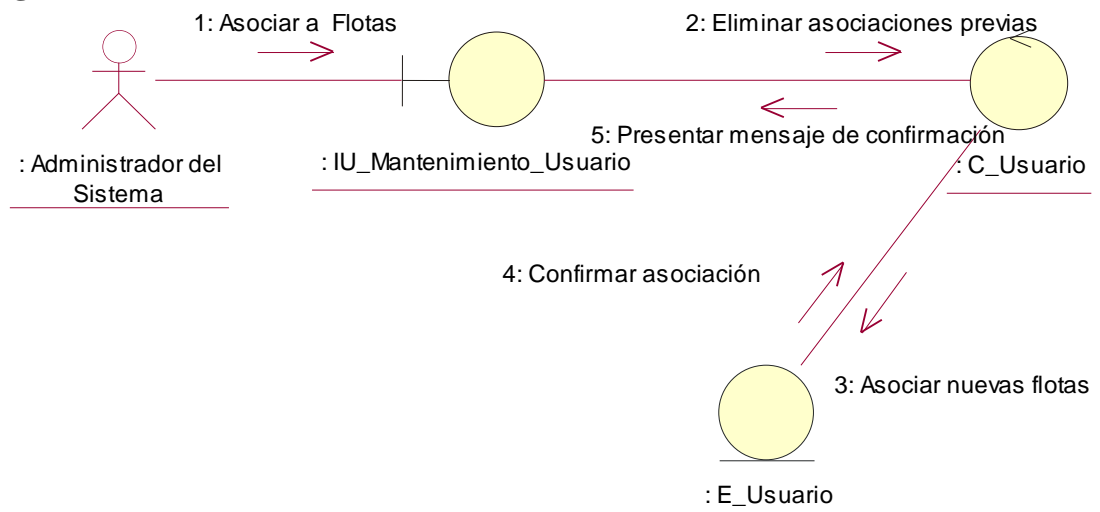 1: Asociar a Flotas
2: Eliminar asociaciones previas
5: Presentar mensaje de confirmación
: Administrador del
Sistema
: IU_Mantenimiento_Usuario
: C_Usuario
4: Confirmar asociación
3: Asociar nuevas flotas
: E_Usuario